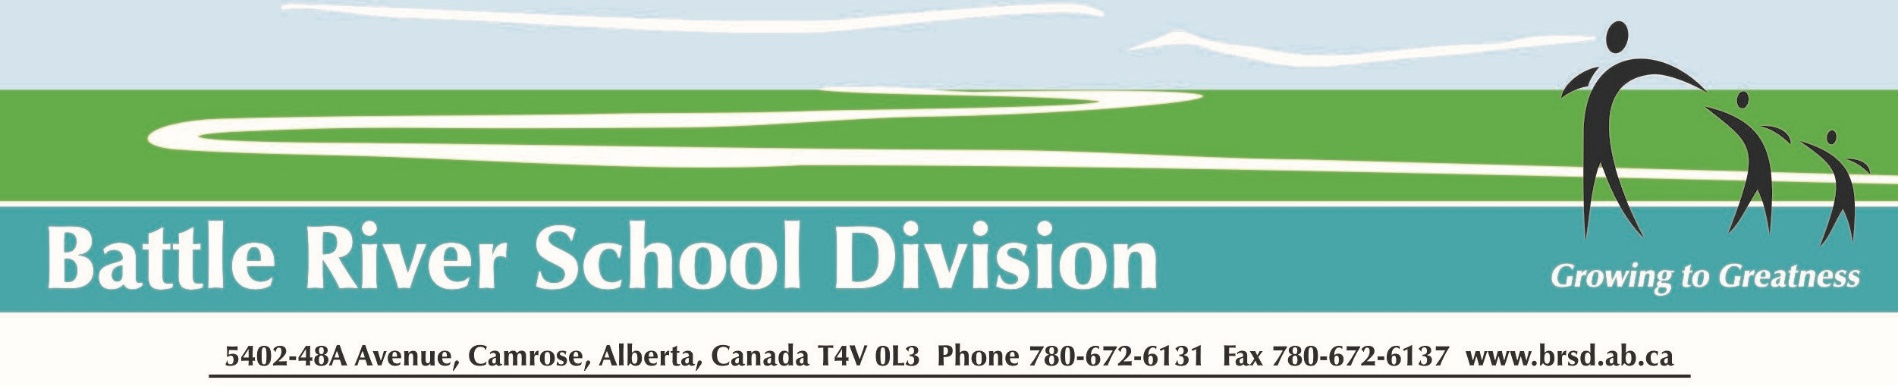 Battle River School Division
Growing to Greatness
5402-48A Avenue, Camrose, Alberta, Canada T4V 0L3 Phone 780-672-6131 Fax 780-672-6137 www.brsd.ab.ca